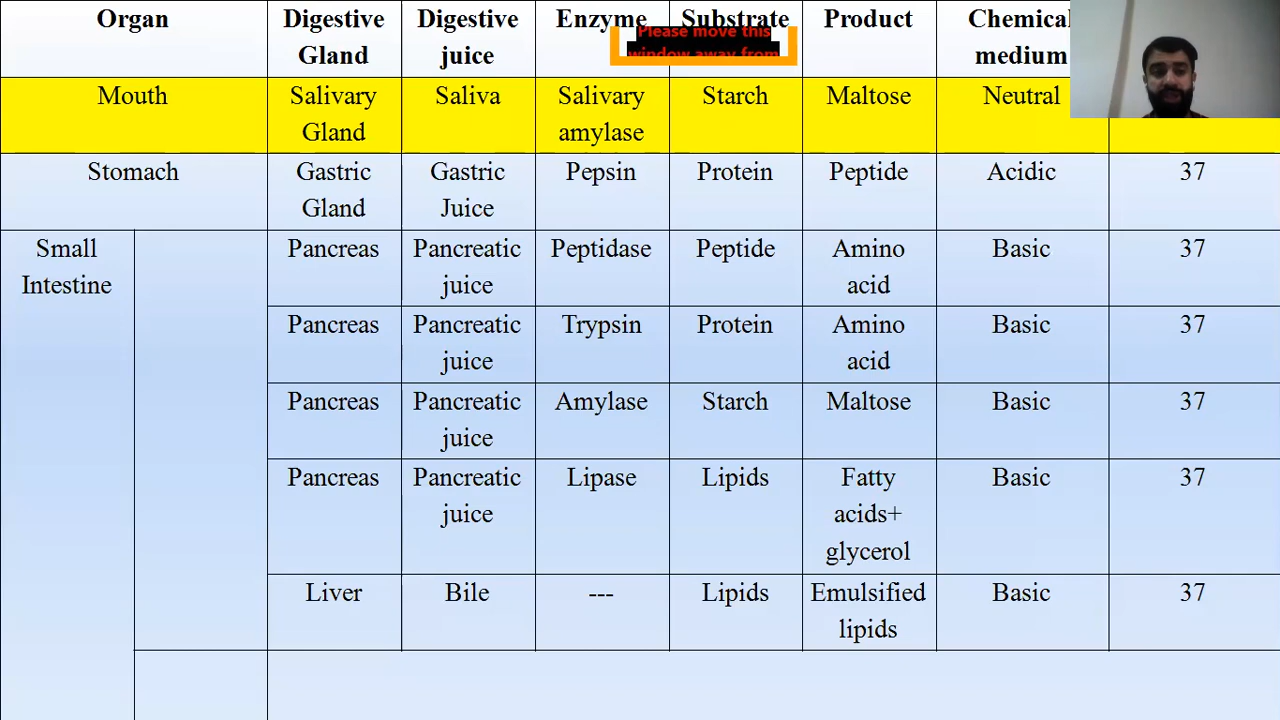 Organ
Digestive
Gland
Digestive
juice
Enzyme
Substrate
Product
Chemical
medium
Please move this
window away from
Mouth
Salivary
Gland
Saliva
Salivary
amylase
Starch
Maltose
Neutral
Stomach
Gastric
Gland
Gastric
Juice
Pepsin
Protein
Peptide
Acidic
37
Small
Intestine
Pancreas
Pancreatic
juice
Peptidase
Peptide
Amino
acid
Basic
37
Pancreas
Pancreatic
juice
Trypsin
Protein
Amino
acid
Basic
37
Pancreas
Pancreatic
juice
Amylase
Starch
Maltose
Basic
37
Pancreas
Pancreatic
juice
Lipase
Lipids
Fatty
acids+
glycerol
Basic
37
Liver
Bile
---
Lipids
Emulsified
lipids
Basic
37